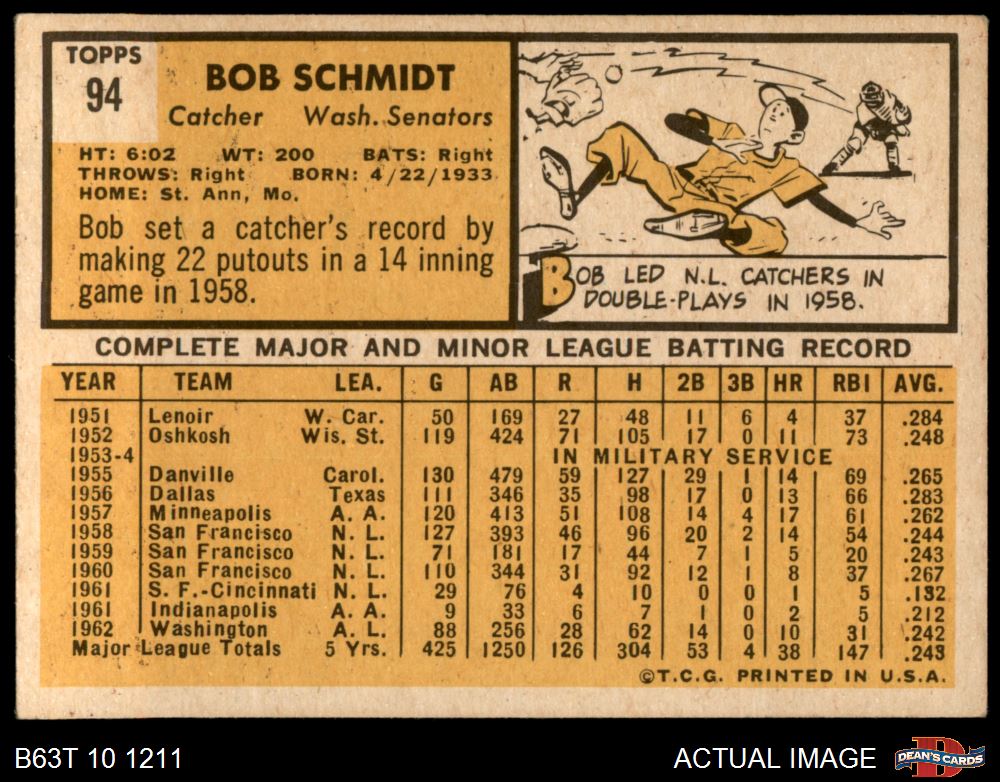 TOPPS
94
BOB SCHMIDT
Catcher Wash. Senators
HT: 6:02 WT: 200 BATS: Right
THROWS: Right BORN: 4/22/1933
HOME: St. Ann, Mo.
Bob set a catcher's record by
making 22 putouts in a 14 inning
game in 1958.
BOB LED N.L. CATCHERS IN
DOUBLE-PLAYS IN 1958.
COMPLETE MAJOR AND MINOR LEAGUE BATTING RECORD
YEAR TEAM LEA. G AB R H 2B 3B HR RBI AVG.
1951 Lenoir W. Car. 50 169 27 48 11 6 4 37 .284
1952 Oshkosh Wis. St. 119 424 71 105 17 0 11 73 .248
1953-4 IN MILITARY SERVICE
1955 Danville Carol. 130 479 59 127 29 1 14 69 .265
1956 Dallas Texas 111 346 35 98 17 0 13 66 .283
1957 Minneapolis A. A. 120 413 51 108 14 4 17 61 .262
1958 San Francisco N. L. 127 393 46 96 20 2 14 54 .244
1959 San Francisco N. L. 71 181 17 44 7 1 5 20 .243
1960 San Francisco N. L. 110 344 31 92 12 1 8 37 .267
1961 S. F.-Cincinnati N. L. 29 76 4 10 0 0 1 5 .132
1961 Indianapolis A. A. 9 33 6 7 1 0 2 5 .212
1962 Washington A. L. 88 256 28 62 14 0 10 31 .242
Major League Totals 5 Yrs. 425 1250 126 304 53 4 38 147 .243
©T.C.G. PRINTED IN U.S.A.
B63T 10 1211
ACTUAL IMAGE
DEAN'S CARDS